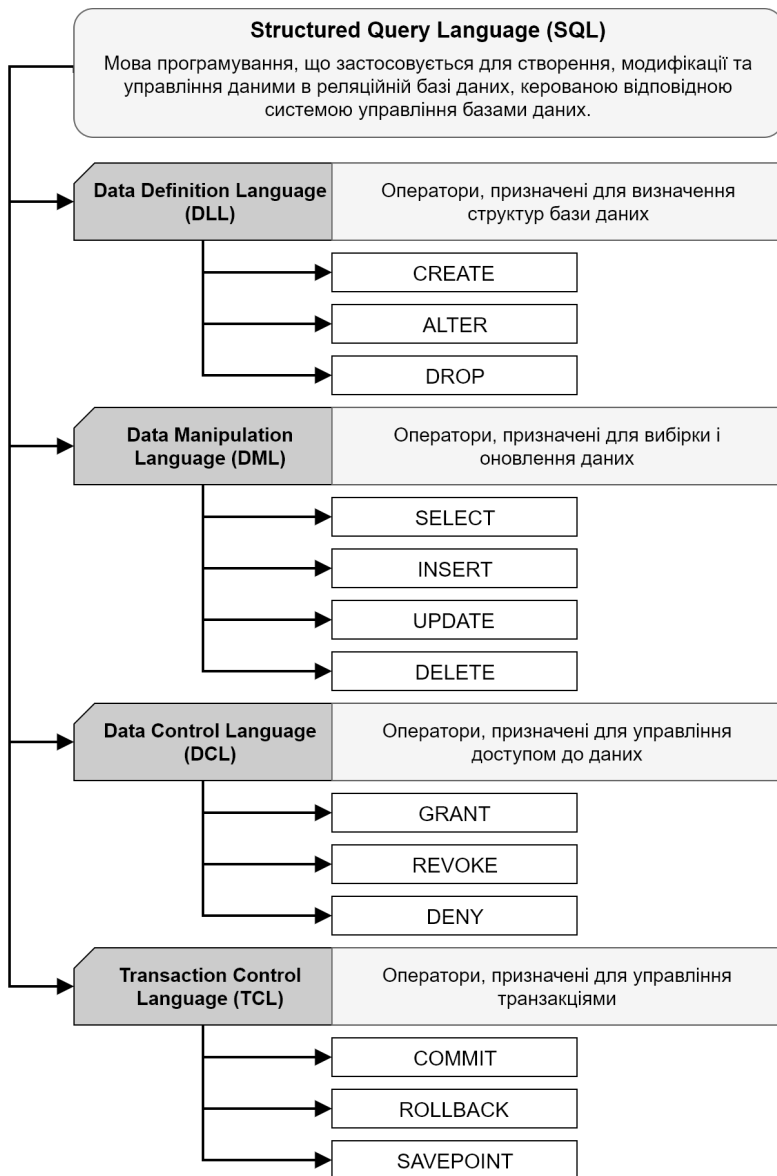 Structured Query Language (SQL)
Мова програмування, що застосовується для створення, модифікації та
управління даними в реляційній базі даних, керованою відповідною
системою управління базами даних.
Data Definition Language
(DLL)
Оператори, призначені для визначення
структур бази даних
CREATE
ALTER
DROP
Data Manipulation
Language (DML)
Оператори, призначені для вибірки і
оновлення даних
SELECT
INSERT
UPDATE
DELETE
Data Control Language
(DCL)
Оператори, призначені для управління
доступом до даних
GRANT
REVOKE
DENY
Transaction Control
Language (TCL)
Оператори, призначені для управління
транзакціями
COMMIT
ROLLBACK
SAVEPOINT